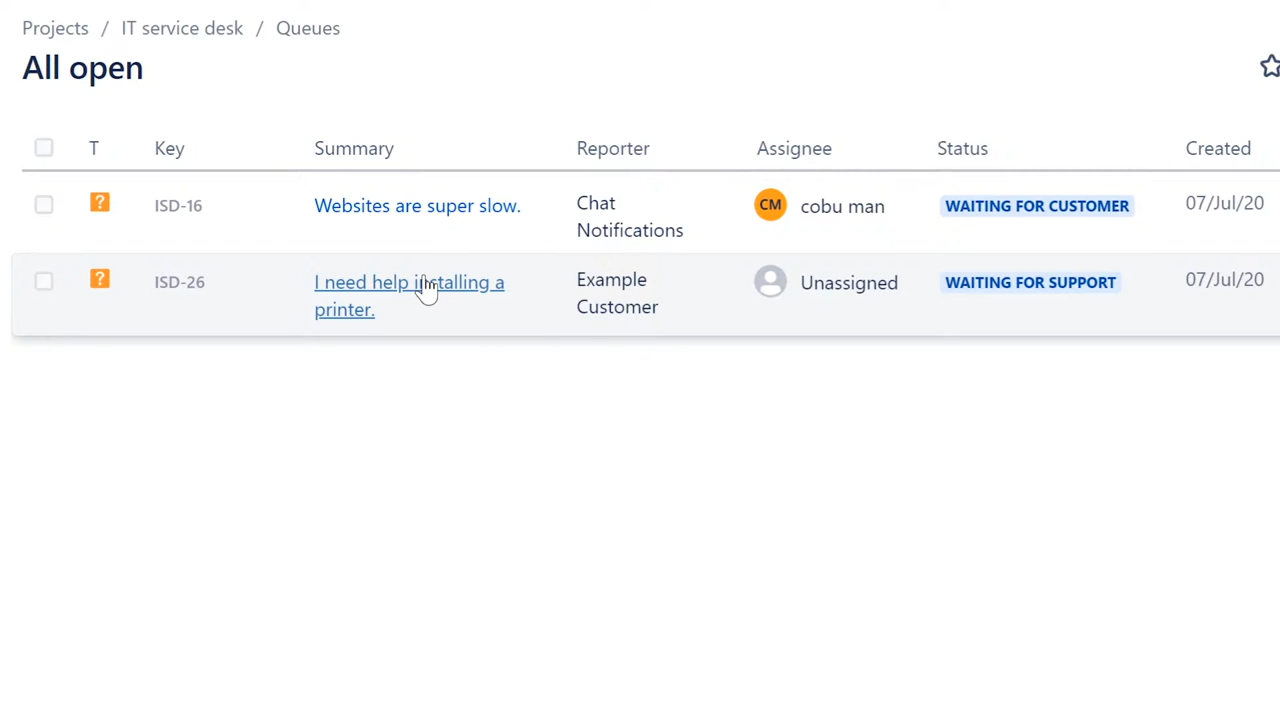 Projects / IT service desk / Queues
All open
T Key Summary Reporter Assignee Status Created
? ISD-16 Websites are super slow. Chat CM cobu man WAITING FOR CUSTOMER 07/Jul/20
Notifications
? ISD-26 I need help installing a Example Unassigned WAITING FOR SUPPORT 07/Jul/20
printer. Customer